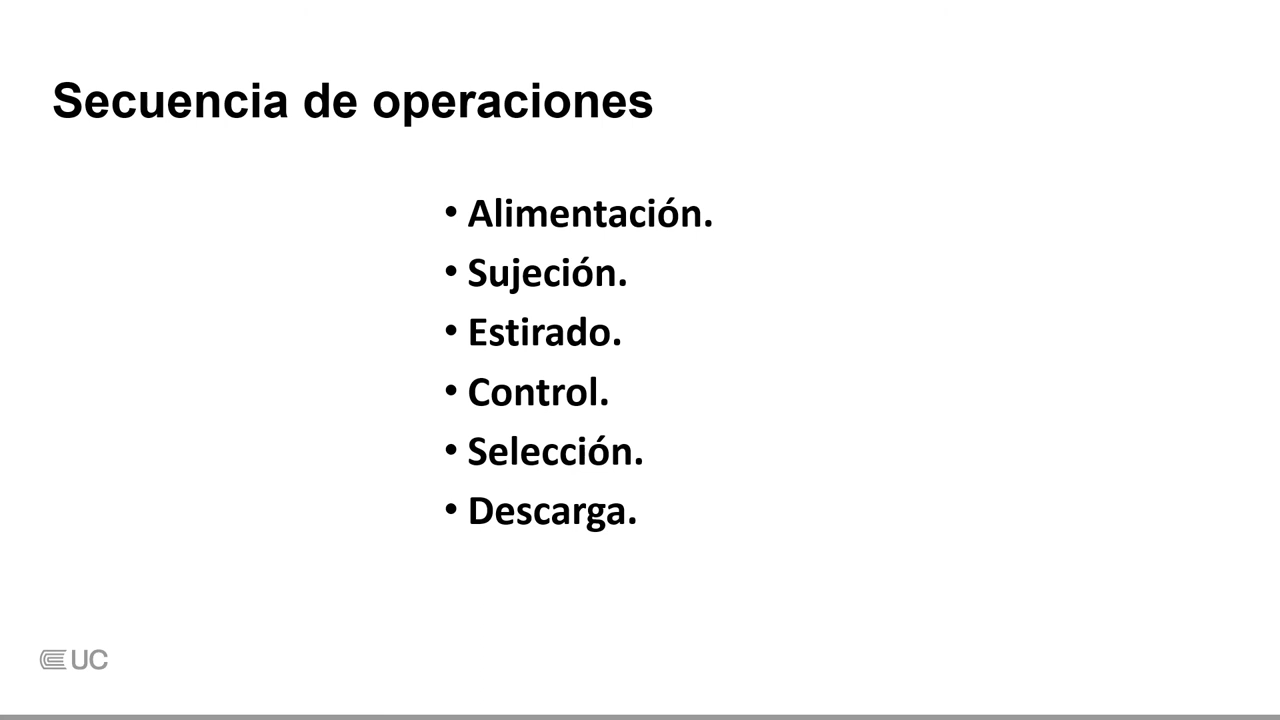 Secuencia de operaciones
• Alimentación.
• Sujeción.
• Estirado.
• Control.
• Selección.
• Descarga.
UC